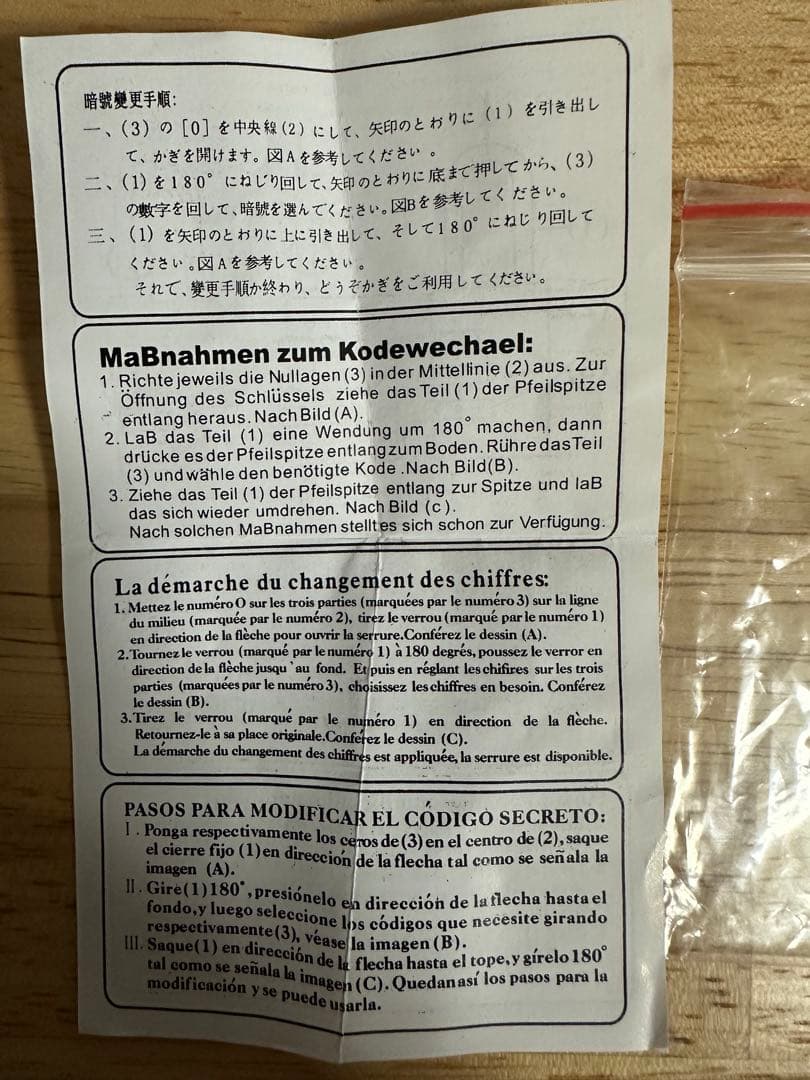 暗號變更手順:
一、(3)の[0]を中央線(2)にして、矢印のとわりに(1)を引き出し
て、かぎを開けます。図Aを参考してください。
二、(1)を180°にねじり回して、矢印のとわりに底まで押してから、(3)
の數字を回して、暗號を選んでください。図Bを参考してください。
三、(1)を矢印のとわりに上に引き出して、そして180°にねじり回して
ください。図Aを参考してください。
それで、變更手順か終わり、どうぞかぎをご利用してください。
MaBnahmen zum Kodewechael:
1. Richte jeweils die Nullagen (3) in der Mittellinie (2) aus. Zur
Öffnung des Schlüssels ziehe das Teil (1) der Pfeilspitze
entlang heraus. Nach Bild (A).
2. LaB das Teil (1) eine Wendung um 180° machen, dann
drücke es der Pfeilspitze entlang zum Boden. Rühre das Teil
(3) und wähle den benötigte Kode .Nach Bild(B).
3. Ziehe das Teil (1) der Pfeilspitze entlang zur Spitze und laB
das sich wieder umdrehen. Nach Bild (c).
Nach solchen MaBnahmen stellt es sich schon zur Verfügung.
La démarche du changement des chiffres:
1. Mettez le numéro O sur les trois parties (marquées par le numéro 3) sur la ligne
du milieu (marquée par le numéro 2), tirez le verrou (marqué par le numéro 1)
en direction de la flèche pour ouvrir la serrure.Conférez le dessin (A).
2.Tournez le verrou (marqué par le numéro 1) à 180 degrés, poussez le verror en
direction de la flèche jusqu'au fond. Et puis en réglant les chifires sur les trois
parties (marquées par le numéro 3), choisissez les chiffres en besoin. Conférez
le dessin (B).
3.Tirez le verrou (marqué par le numéro 1) en direction de la flèche.
Retournez-le à sa place originale.Conférez le dessin (C).
La démarche du changement des chiffres est appliquée, la serrure est disponible.
PASOS PARA MODIFICAR EL CÓDIGO SECRETO:
I . Ponga respectivamente los ceros de (3) en el centro de (2), saque
el cierre fijo (1) en dirección de la flecha tal como se señala la
imagen (A).
II. Gire(1)180°, presiónelo en dirección de la flecha hasta el
fondo,y luego seleccione los códigos que necesite girando
respectivamente(3), véase la imagen (B).
III. Saque(1) en dirección de la flecha hasta el tope,y gírelo 180°
tal como se señala la imagen (C). Quedan así los pasos para la
modificación y se puede usarla.